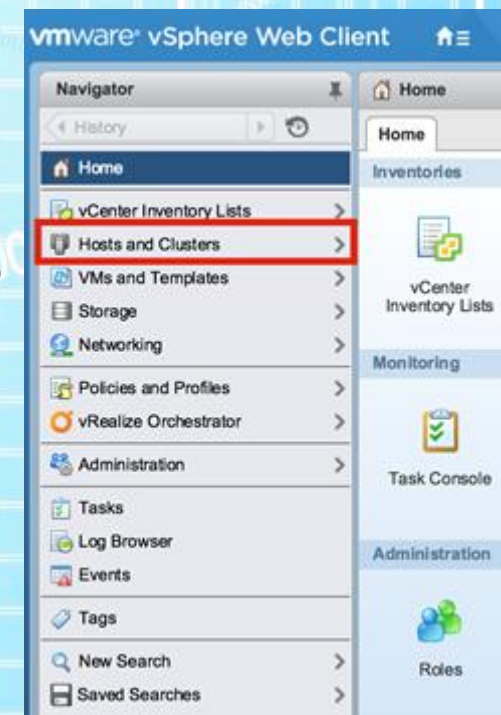 vmware® vSphere Web Client
Navigator
History
Home
vCenter Inventory Lists
Hosts and Clusters
VMs and Templates
Storage
Networking
Policies and Profiles
vRealize Orchestrator
Administration
Tasks
Log Browser
Events
Tags
New Search
Saved Searches
Home
Home
Inventories
vCenter
Inventory Lists
Monitoring
Task Console
Administration
Roles